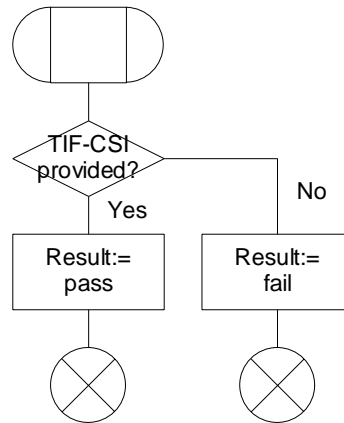 TIF-CSI
provided?
Yes
No
Result:=
pass
Result:=
fail